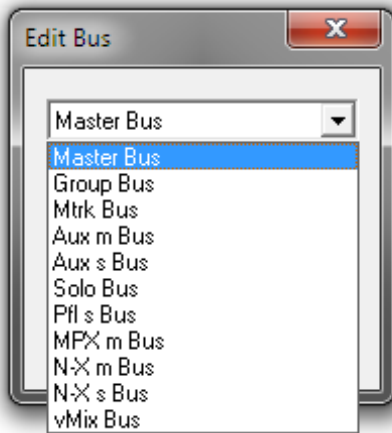 Edit Bus
Master Bus
Master Bus
Group Bus
Mtrk Bus
Aux m Bus
Aux s Bus
Solo Bus
Pfl s Bus
MPX m Bus
N-X m Bus
N-X s Bus
vMix Bus